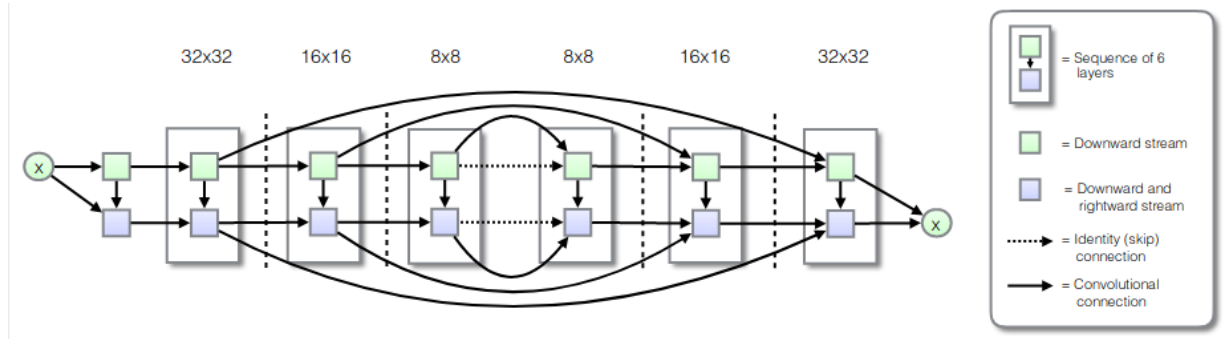 32x32 16x16 8x8 8x8 16x16 32x32
x
x
= Sequence of 6
layers
= Downward stream
= Downward and
rightward stream
= Identity (skip)
connection
= Convolutional
connection